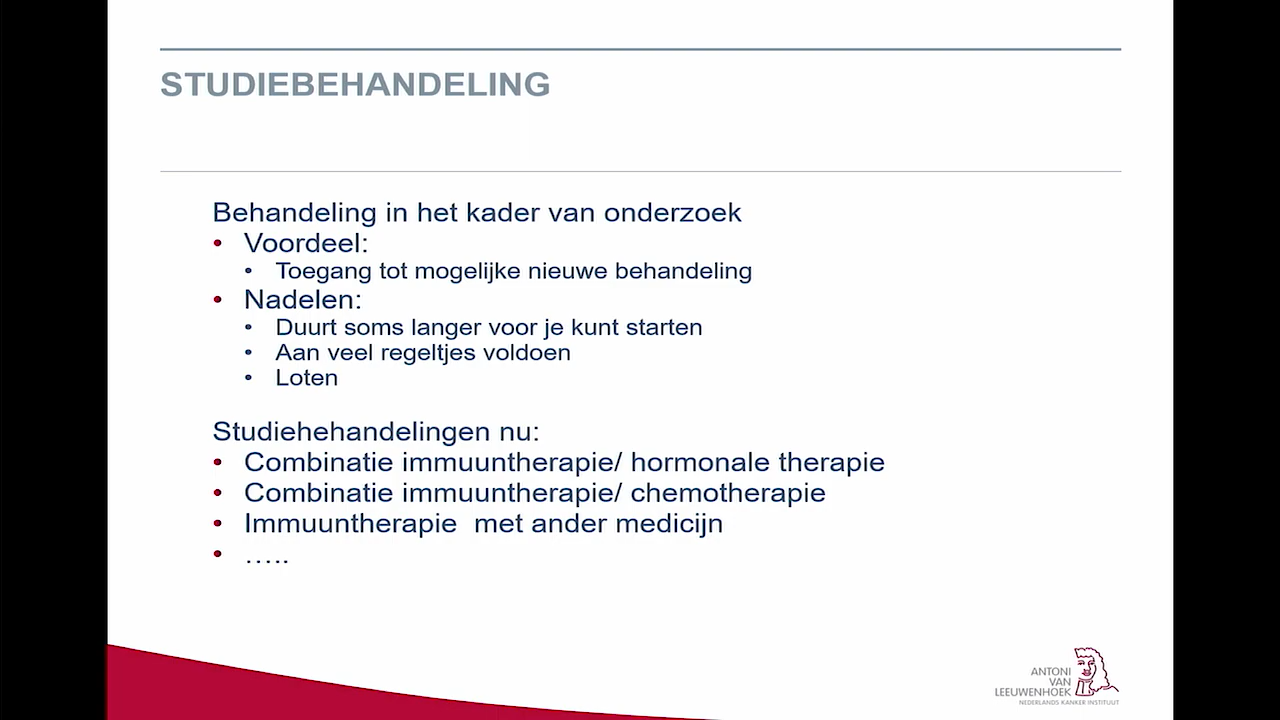 STUDIEBEHANDELING
Behandeling in het kader van onderzoek
• Voordeel:
• Toegang tot mogelijke nieuwe behandeling
• Nadelen:
• Duurt soms langer voor je kunt starten
• Aan veel regeltjes voldoen
• Loten
Studiehehandelingen nu:
• Combinatie immuuntherapie/ hormonale therapie
• Combinatie immuuntherapie/ chemotherapie
• Immuuntherapie  met ander medicijn
• …..
ANTONI
VAN
LEEUWENHOEK
NEDERLANDS KANKER INSTITUUT